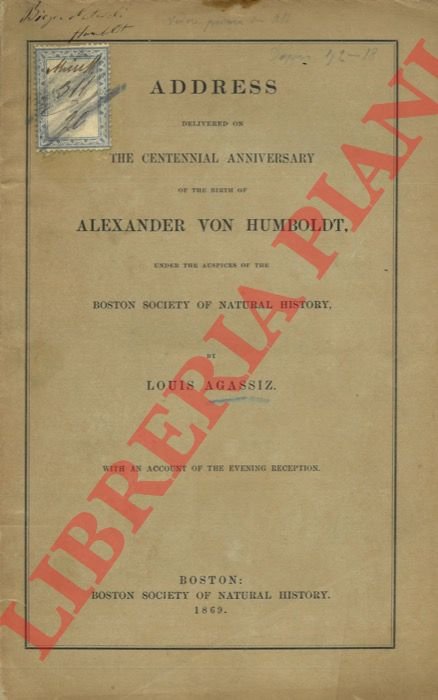 ADDRESS
DELIVERED ON
THE CENTENNIAL ANNIVERSARY
OF THE BIRTH OF
ALEXANDER VON HUMBOLDT,
UNDER THE AUSPICES OF THE
BOSTON SOCIETY OF NATURAL HISTORY,
BY
LOUIS AGASSIZ.
WITH AN ACCOUNT OF THE EVENING RECEPTION.
BOSTON:
BOSTON SOCIETY OF NATURAL HISTORY.
1869.
LIBRERIA PIANI